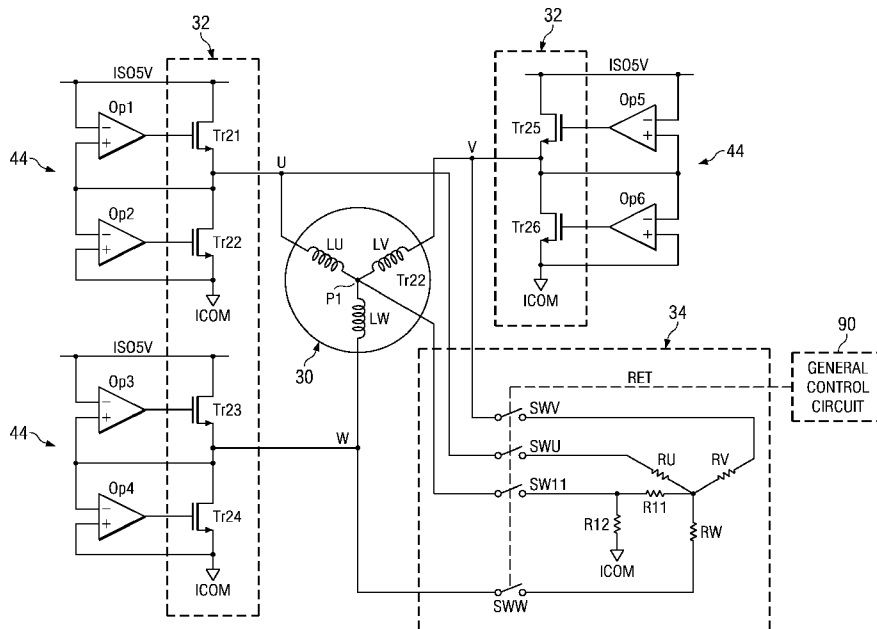 32
ISO5V
Op1
Tr21
44
Op2
Tr22
ICOM
U
32
ISO5V
Op5
Tr25
V
44
Op6
Tr26
ICOM
LU
LV
Tr22
P1
LW
30
ISO5V
Op3
Tr23
44
W
Op4
Tr24
ICOM
34
90
GENERAL
CONTROL
CIRCUIT
RET
SWV
SWU
RU
RV
SW11
R11
R12
RW
ICOM
SWW